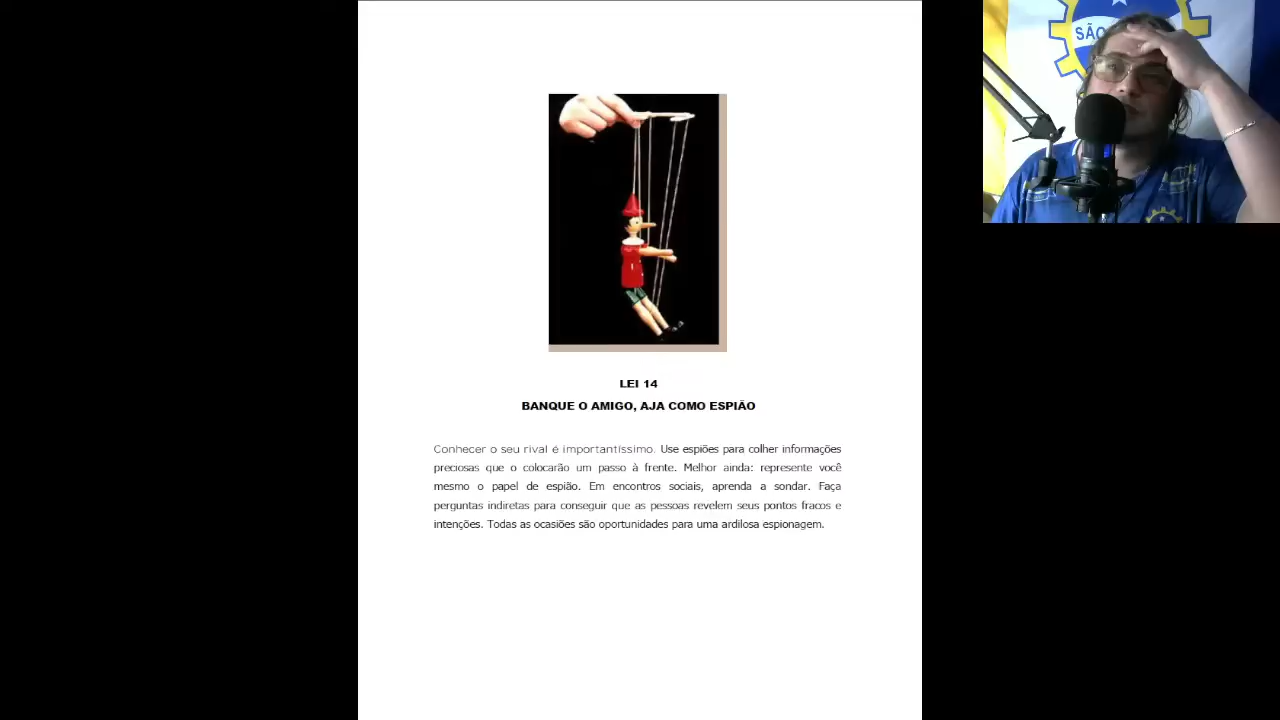 SÃO
LEI 14
BANQUE O AMIGO, AJA COMO ESPIÃO
Conhecer o seu rival é importantíssimo. Use espiões para colher informações
preciosas que o colocarão um passo à frente. Melhor ainda: represente você
mesmo o papel de espião. Em encontros sociais, aprenda a sondar. Faça
perguntas indiretas para conseguir que as pessoas revelem seus pontos fracos e
intenções. Todas as ocasiões são oportunidades para uma ardilosa espionagem.